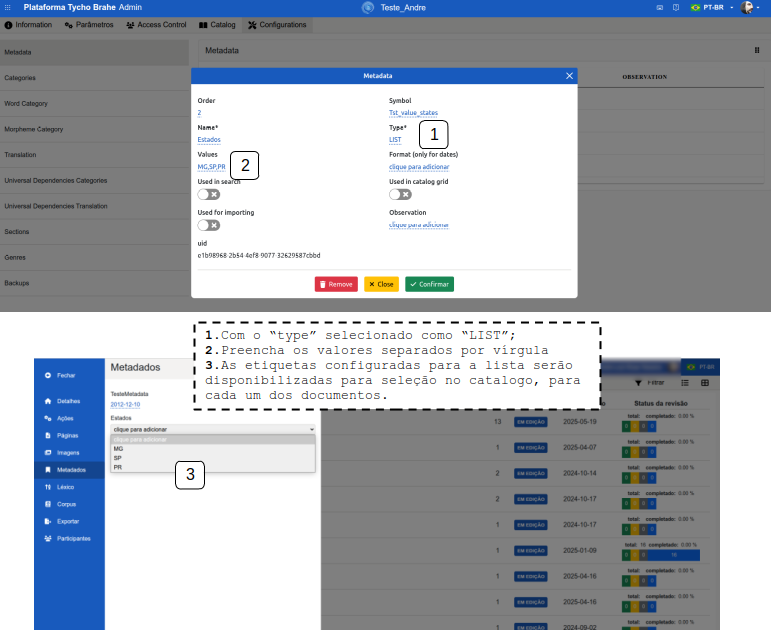 Plataforma Tycho Brahe Admin
Teste_Andre
PT-BR
Information
Parâmetros
Access Control
Catalog
Configurations
Metadata
Categories
Word Category
Morpheme Category
Translation
Universal Dependencies Categories
Universal Dependencies Translation
Sections
Genres
Backups
Metadata
OBSERVATION
Metadata
Order
2
Symbol
Tst_value_states
Name*
Estados
Type*
LIST
1
Values
MG,SP,PR
2
Format (only for dates)
clique para adicionar
Used in search
Used in catalog grid
Used for importing
Observation
clique para adicionar
uid
e1b98968-2b54-4ef8-9077-32629587cbbd
Remove
Close
Confirmar
1.Com o “type” selecionado como “LIST”;
2.Preencha os valores separados por vírgula
3.As etiquetas configuradas para a lista serão
disponibilizadas para seleção no catalogo, para
cada um dos documentos.
Fechar
Detalhes
Ações
Páginas
Imagens
Metadados
Léxico
Corpus
Exportar
Participantes
Metadados
TesteMetadata
2012-12-10
Estados
clique para adicionar
clique para adicionar
MG
SP
PR
3
PT-BR
Filtrar
Status da revisão
13 EM EDIÇÃO 2025-05-19 total: completado: 0.00 %
0 0 0 0
1 EM EDIÇÃO 2025-04-07 total: completado: 0.00 %
0 0 0 0
2 EM EDIÇÃO 2024-10-14 total: completado: 0.00 %
0 0 0 0
2 EM EDIÇÃO 2024-10-17 total: completado: 0.00 %
0 0 0 0
1 EM EDIÇÃO 2024-10-17 total: completado: 0.00 %
0 0 0 0
1 EM EDIÇÃO 2025-01-09 total: 16 completado: 0.00 %
0 0 0 16
1 EM EDIÇÃO 2025-04-16 total: completado: 0.00 %
0 0 0 0
1 EM EDIÇÃO 2025-04-16 total: completado: 0.00 %
0 0 0 0
1 EM EDIÇÃO 2024-09-02 total: completado: 0.00 %